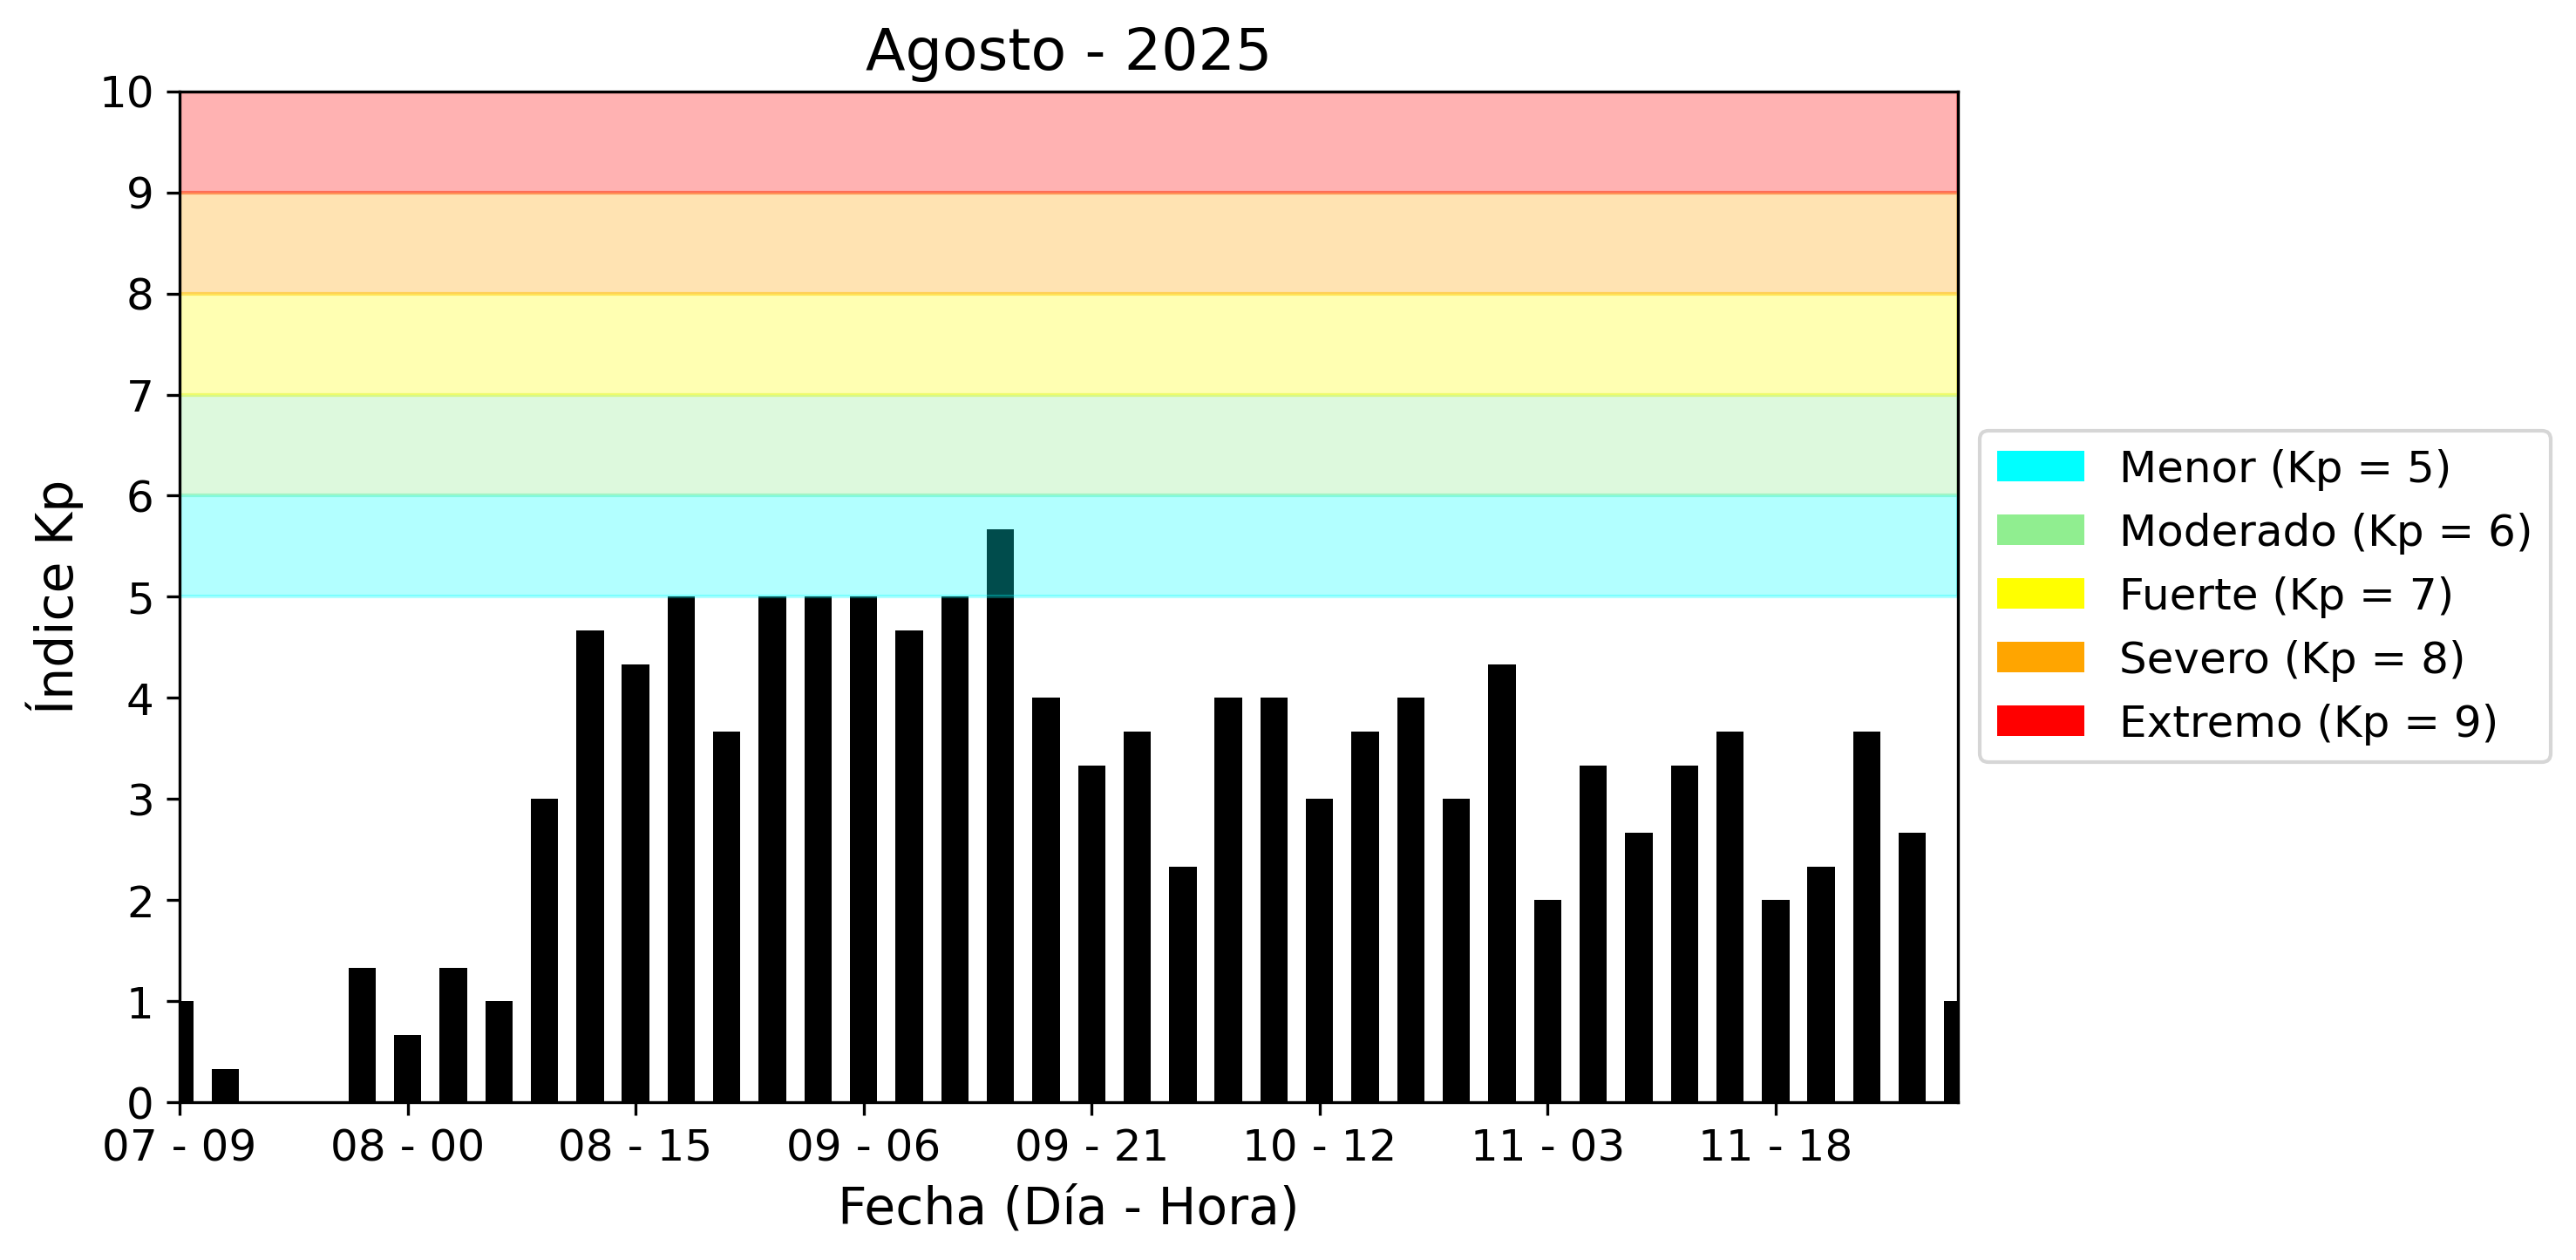 Agosto - 2025
10
9
8
7
6
5
4
3
2
1
0
Índice Kp
07 - 09
08 - 00
08 - 15
09 - 06
09 - 21
10 - 12
11 - 03
11 - 18
Fecha (Día - Hora)
Menor (Kp = 5)
Moderado (Kp = 6)
Fuerte (Kp = 7)
Severo (Kp = 8)
Extremo (Kp = 9)